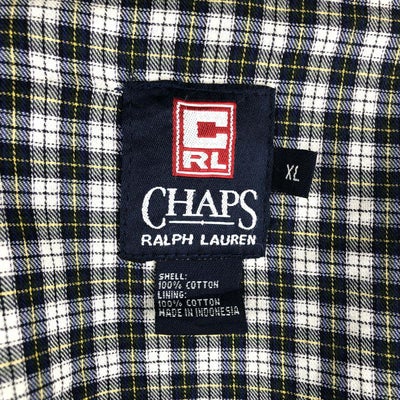 C
RL
XL
CHAPS
RALPH LAUREN
SHELL:
100% COTTON
LINING:
100% COTTON
MADE IN INDONESIA